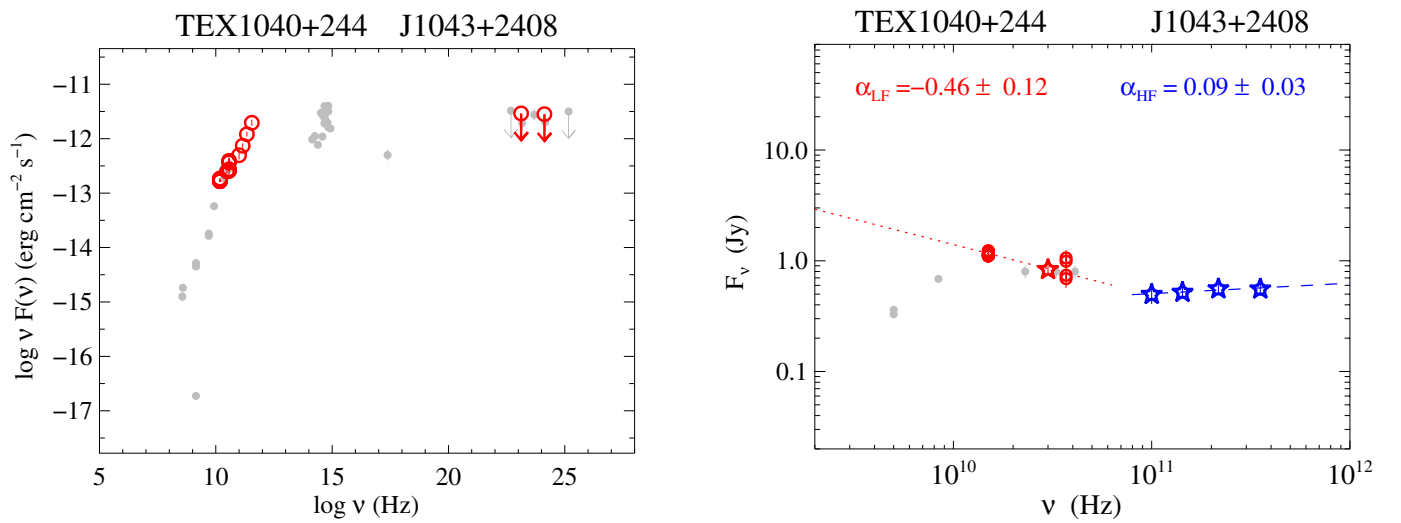 TEX1040+244 J1043+2408
log ν F(ν) (erg cm⁻² s⁻¹)
−11
−12
−13
−14
−15
−16
−17
5 10 15 20 25
log ν (Hz)
TEX1040+244 J1043+2408
α_LF =−0.46 ± 0.12 α_HF = 0.09 ± 0.03
F_ν (Jy)
10.0
1.0
0.1
10¹⁰ 10¹¹ 10¹²
ν (Hz)